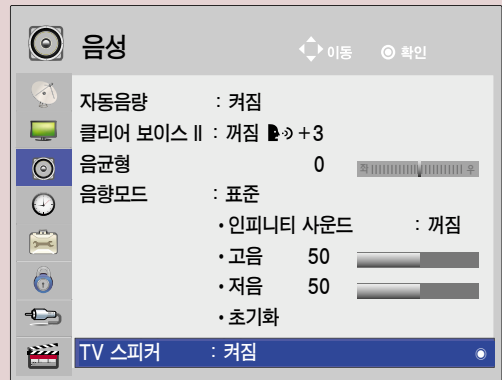 음성 이동 ◉ 확인
자동음량 : 켜짐
클리어 보이스 II : 꺼짐 +3
음균형 0 좌 우
음향모드 : 표준
• 인피니티 사운드 : 꺼짐
• 고음 50
• 저음 50
• 초기화
TV 스피커 : 켜짐 ◉